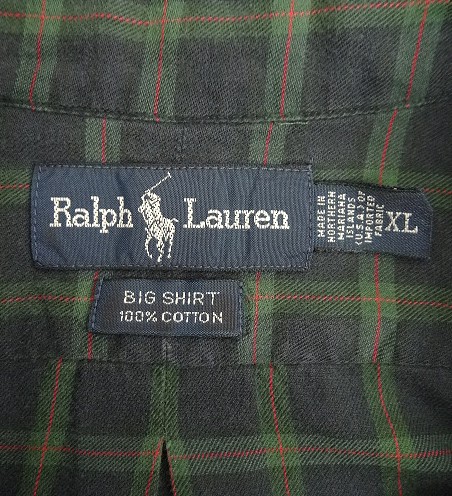 Ralph Lauren
MADE IN
NORTHERN
MARIANA
ISLANDS
(U.S.A.) OF
IMPORTED
FABRIC
XL
BIG SHIRT
100% COTTON